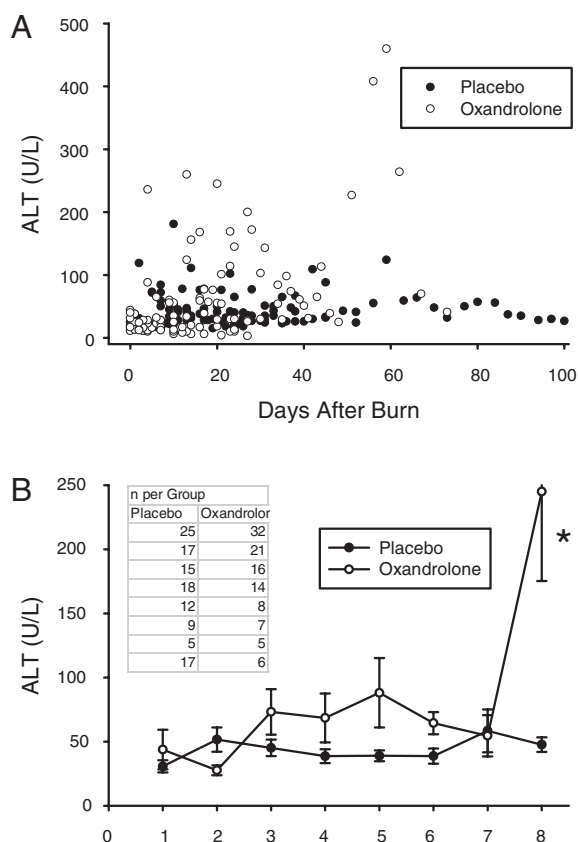 A
500
400
300
200
100
0
ALT (U/L)
Placebo
Oxandrolone
0 20 40 60 80 100
Days After Burn
B
250
200
150
100
50
0
ALT (U/L)
n per Group
Placebo Oxandrolor
25 32
17 21
15 16
18 14
12 8
9 7
5 5
17 6
Placebo
Oxandrolone
*
0 1 2 3 4 5 6 7 8